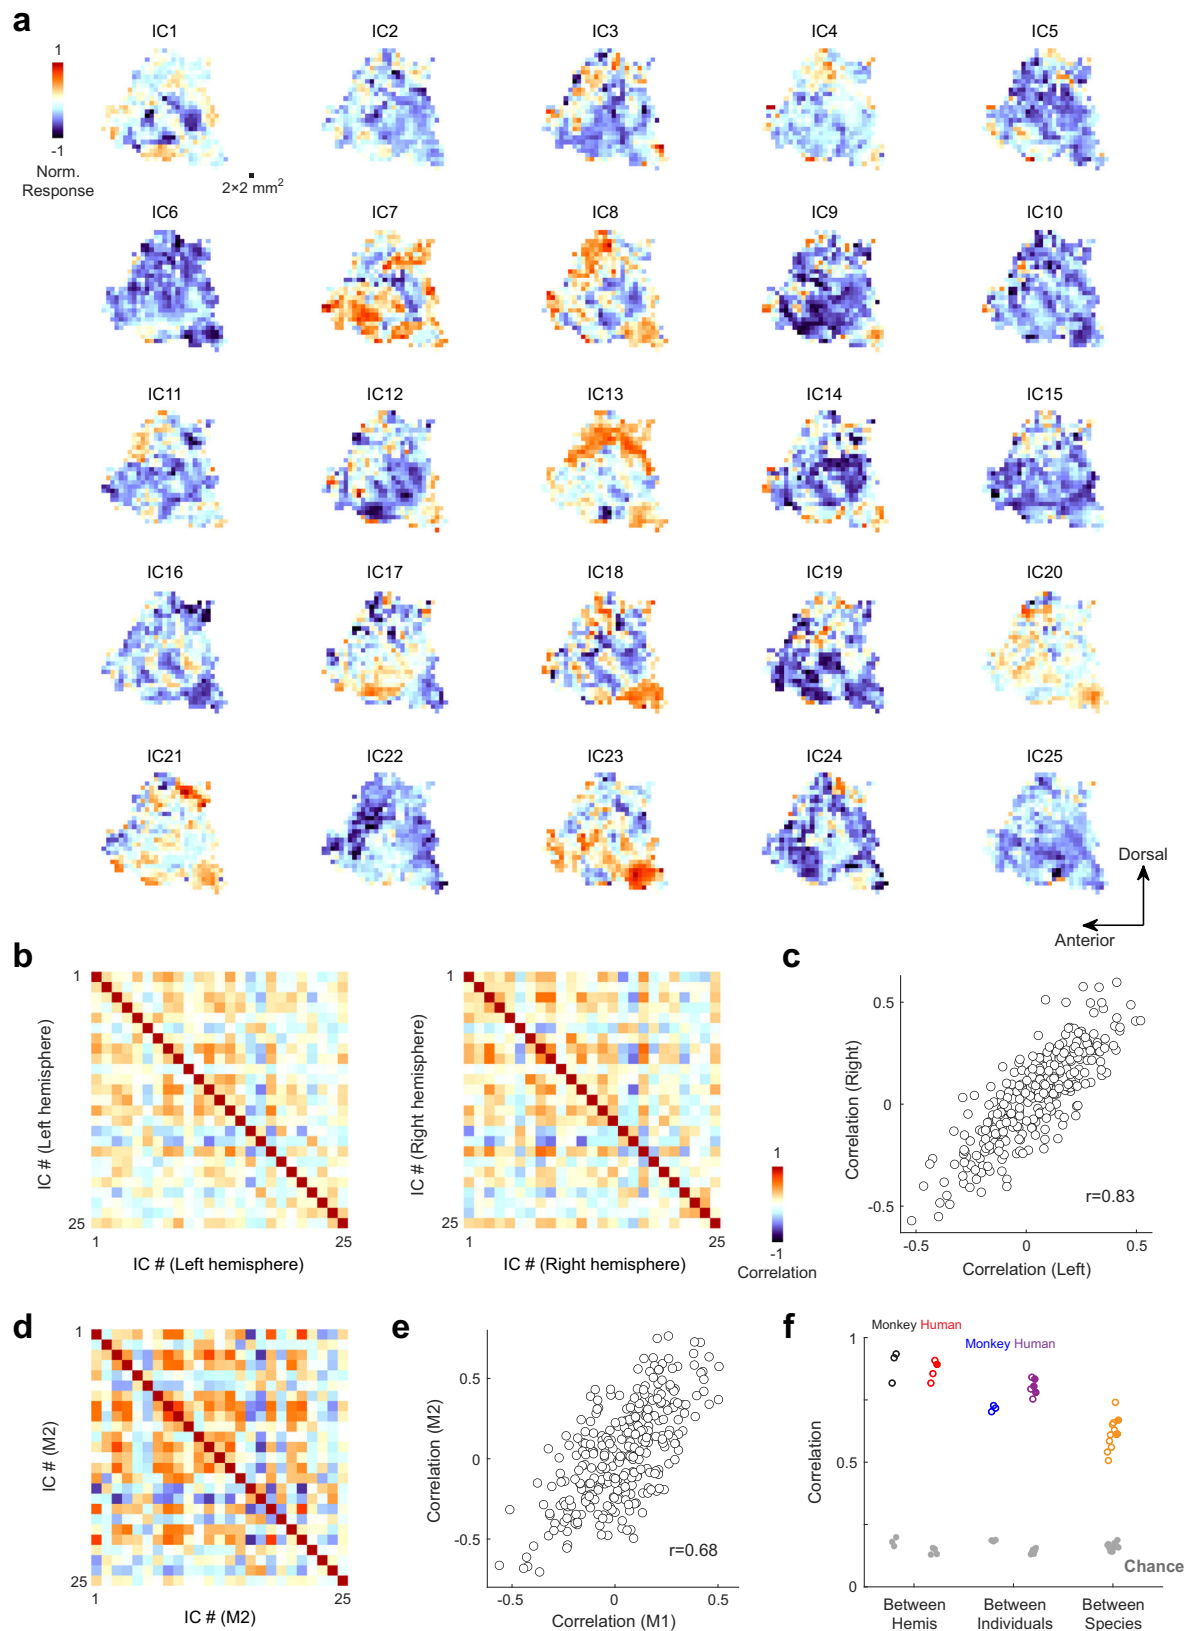 a
IC1 IC2 IC3 IC4 IC5
1
-1
Norm.
Response
2×2 mm²
IC6 IC7 IC8 IC9 IC10
IC11 IC12 IC13 IC14 IC15
IC16 IC17 IC18 IC19 IC20
IC21 IC22 IC23 IC24 IC25
Dorsal
Anterior
b
1
25
IC # (Left hemisphere)
1 25
IC # (Left hemisphere)
1
25
IC # (Right hemisphere)
1 25
IC # (Right hemisphere)
1
-1
Correlation
c
0.5
0
-0.5
Correlation (Right)
r=0.83
-0.5 0 0.5
Correlation (Left)
d
1
25
IC # (M2)
1 25
IC # (M2)
e
0.5
0
-0.5
Correlation (M2)
r=0.68
-0.5 0 0.5
Correlation (M1)
f
Monkey Human
Monkey Human
1
0.5
0
Correlation
Chance
Between
Hemis
Between
Individuals
Between
Species